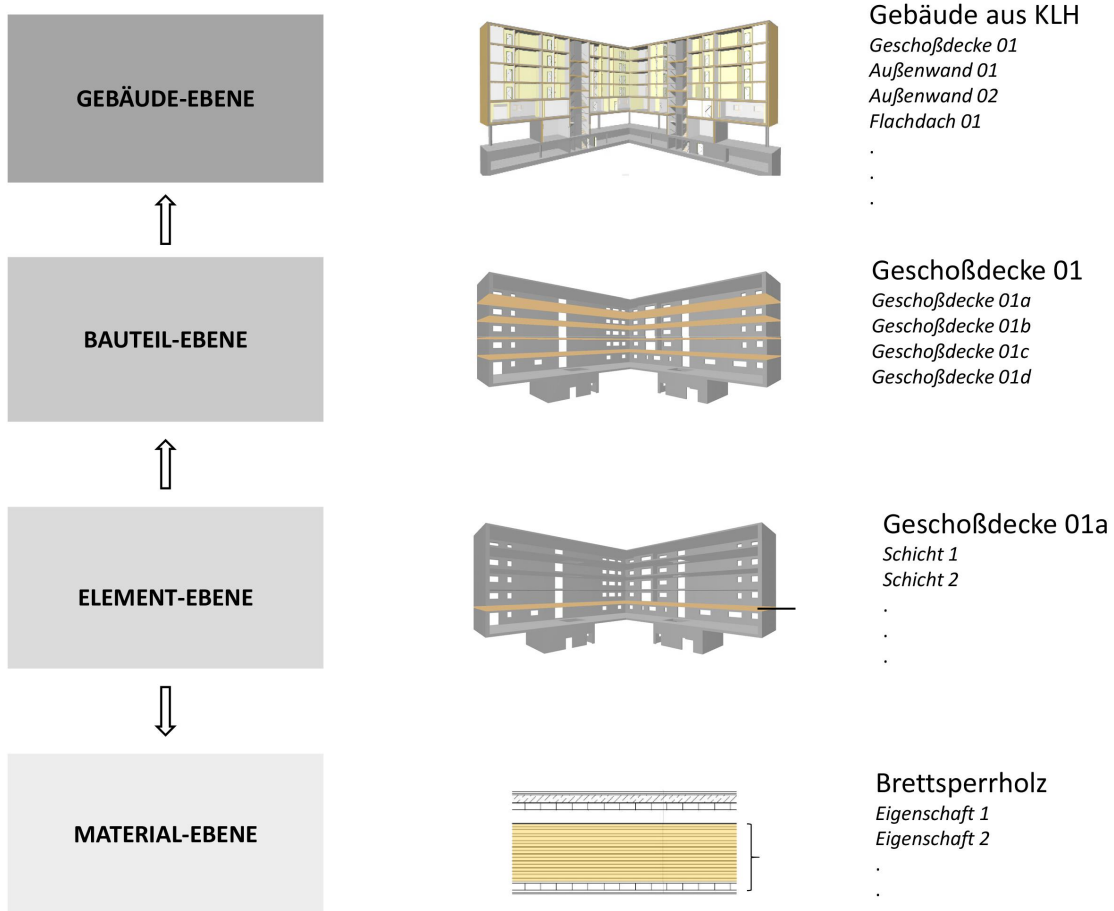 GEBÄUDE-EBENE
Gebäude aus KLH
Geschoßdecke 01
Außenwand 01
Außenwand 02
Flachdach 01
.
.
.
BAUTEIL-EBENE
Geschoßdecke 01
Geschoßdecke 01a
Geschoßdecke 01b
Geschoßdecke 01c
Geschoßdecke 01d
ELEMENT-EBENE
Geschoßdecke 01a
Schicht 1
Schicht 2
.
.
.
MATERIAL-EBENE
Brettsperrholz
Eigenschaft 1
Eigenschaft 2
.
.